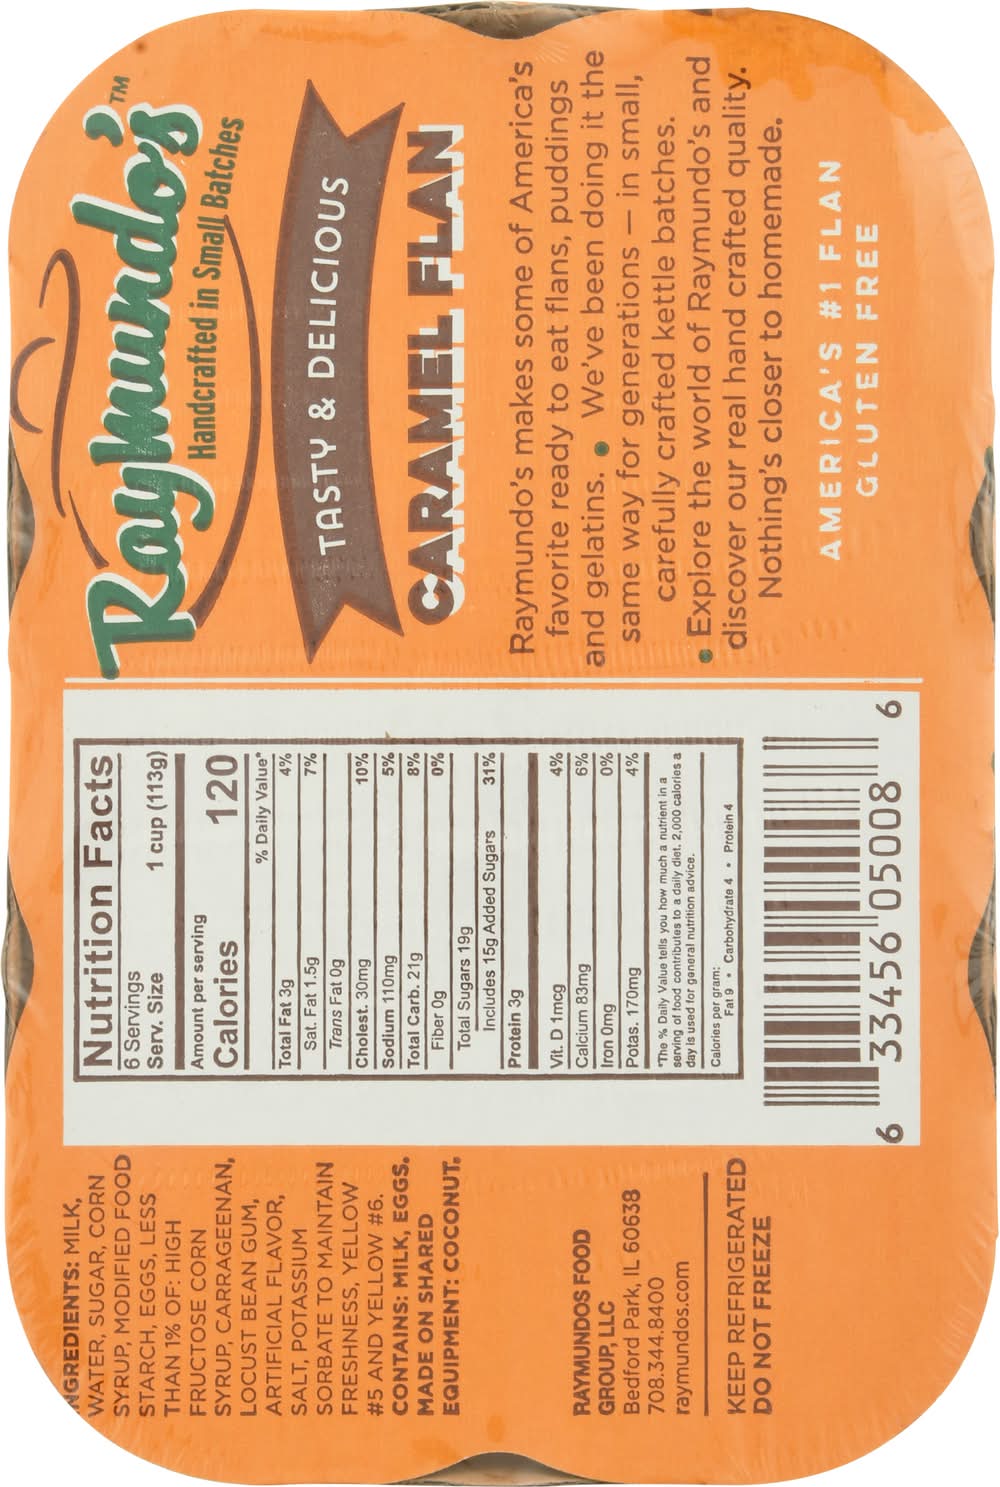 Raymundo's™
Handcrafted in Small Batches
TASTY & DELICIOUS
CARAMEL FLAN
Raymundo's makes some of America's
favorite ready to eat flans, puddings
and gelatins. • We've been doing it the
same way for generations – in small,
carefully crafted kettle batches.
• Explore the world of Raymundo's and
discover our real hand crafted quality.
Nothing's closer to homemade.
AMERICA'S #1 FLAN
GLUTEN FREE
Nutrition Facts
6 Servings
Serv. Size 1 cup (113g)
Amount per serving
Calories 120
% Daily Value*
Total Fat 3g 4%
Sat. Fat 1.5g 7%
Trans Fat 0g
Cholest. 30mg 10%
Sodium 110mg 5%
Total Carb. 21g 8%
Fiber 0g 0%
Total Sugars 19g
Includes 15g Added Sugars 31%
Protein 3g
Vit. D 1mcg 4%
Calcium 83mg 6%
Iron 0mg 0%
Potas. 170mg 4%
*The % Daily Value tells you how much a nutrient in a
serving of food contributes to a daily diet. 2,000 calories a
day is used for general nutrition advice.
Calories per gram:
Fat 9 • Carbohydrate 4 • Protein 4
6 33456 05008 6
INGREDIENTS: MILK,
WATER, SUGAR, CORN
SYRUP, MODIFIED FOOD
STARCH, EGGS, LESS
THAN 1% OF: HIGH
FRUCTOSE CORN
SYRUP, CARRAGEENAN,
LOCUST BEAN GUM,
ARTIFICIAL FLAVOR,
SALT, POTASSIUM
SORBATE TO MAINTAIN
FRESHNESS, YELLOW
#5 AND YELLOW #6.
CONTAINS: MILK, EGGS.
MADE ON SHARED
EQUIPMENT: COCONUT.
RAYMUNDOS FOOD
GROUP, LLC
Bedford Park, IL 60638
708.344.8400
raymundos.com
KEEP REFRIGERATED
DO NOT FREEZE